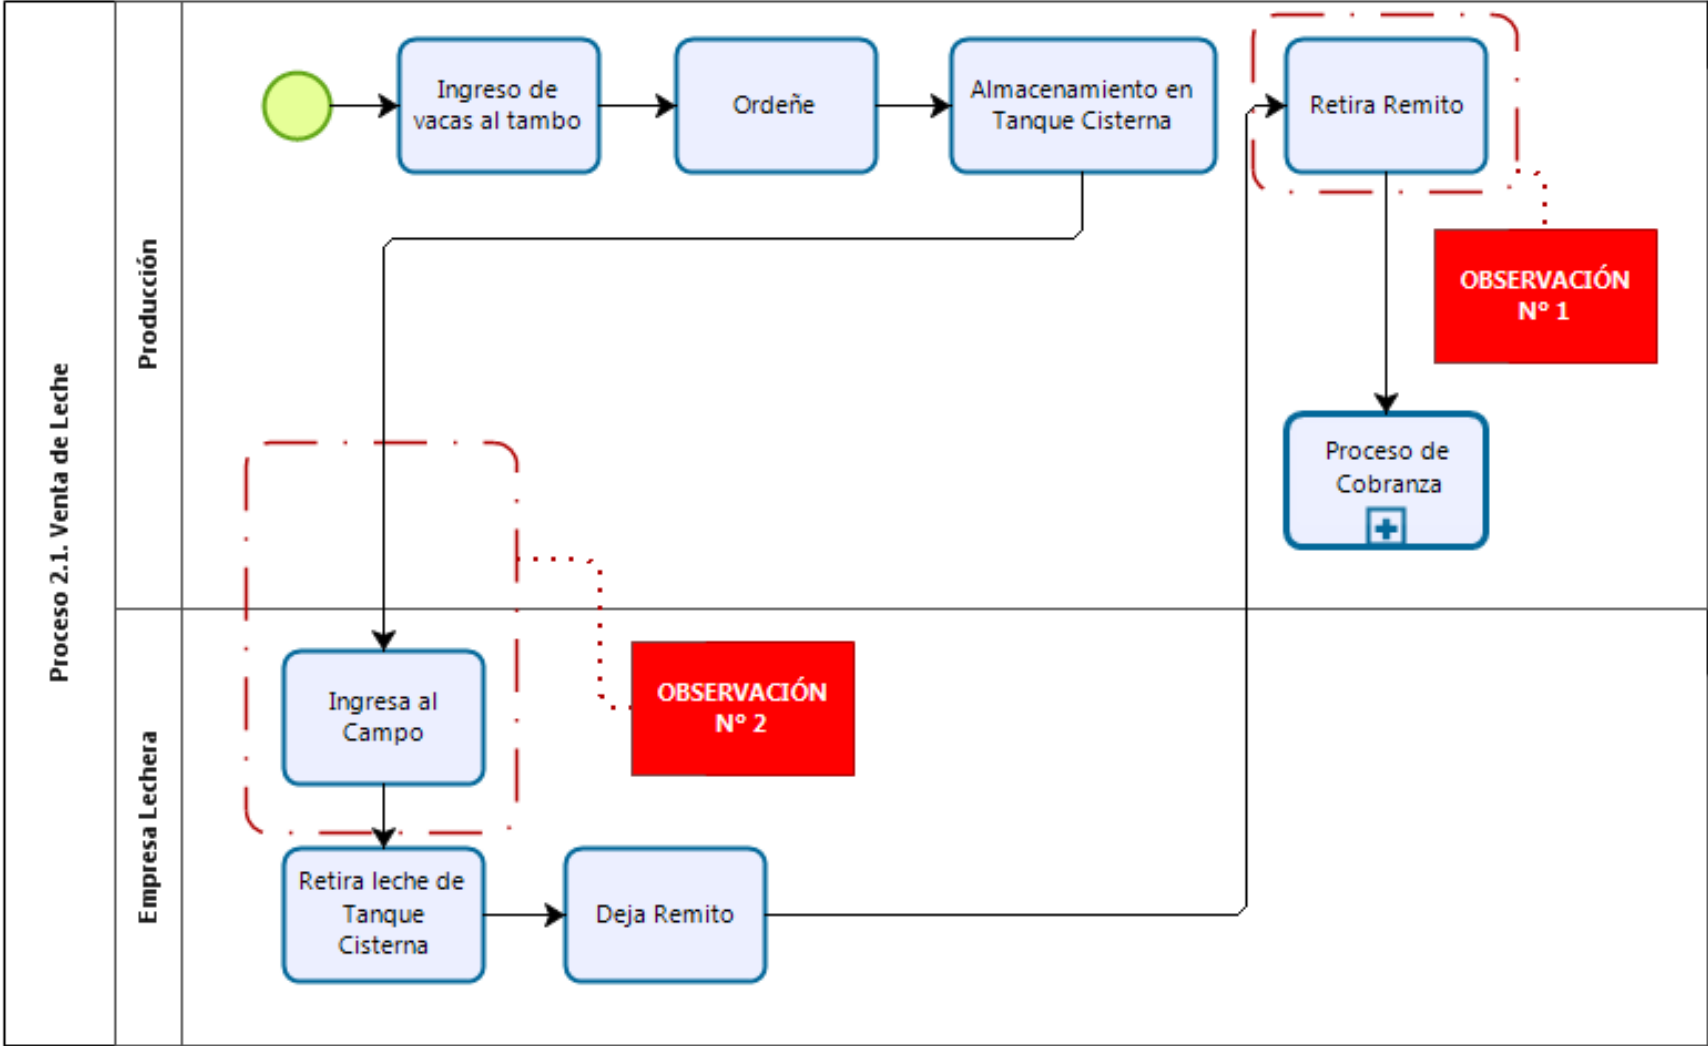 Proceso 2.1. Venta de Leche
Producción
Ingreso de
vacas al tambo
Ordeñe
Almacenamiento en
Tanque Cisterna
Retira Remito
OBSERVACIÓN
Nº 1
Proceso de
Cobranza
Empresa Lechera
Ingresa al
Campo
OBSERVACIÓN
Nº 2
Retira leche de
Tanque
Cisterna
Deja Remito